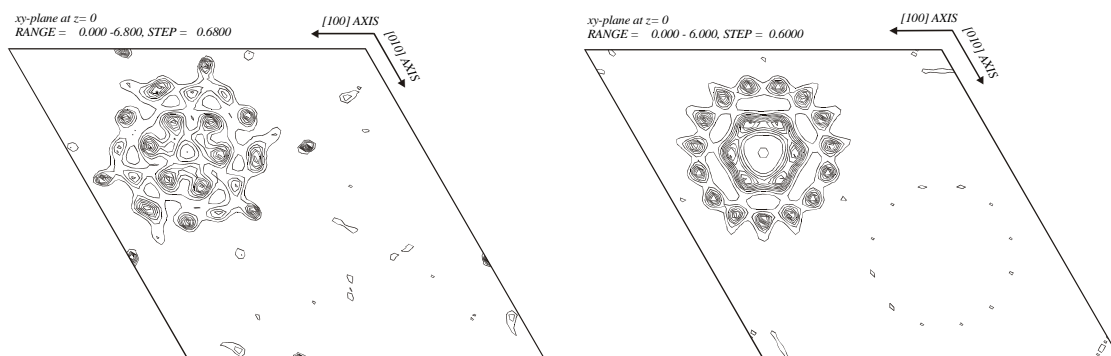 xy-plane at z= 0
RANGE = 0.000 -6.800, STEP = 0.6800
[100] AXIS
[010] AXIS
xy-plane at z= 0
RANGE = 0.000 - 6.000, STEP = 0.6000
[100] AXIS
[010] AXIS